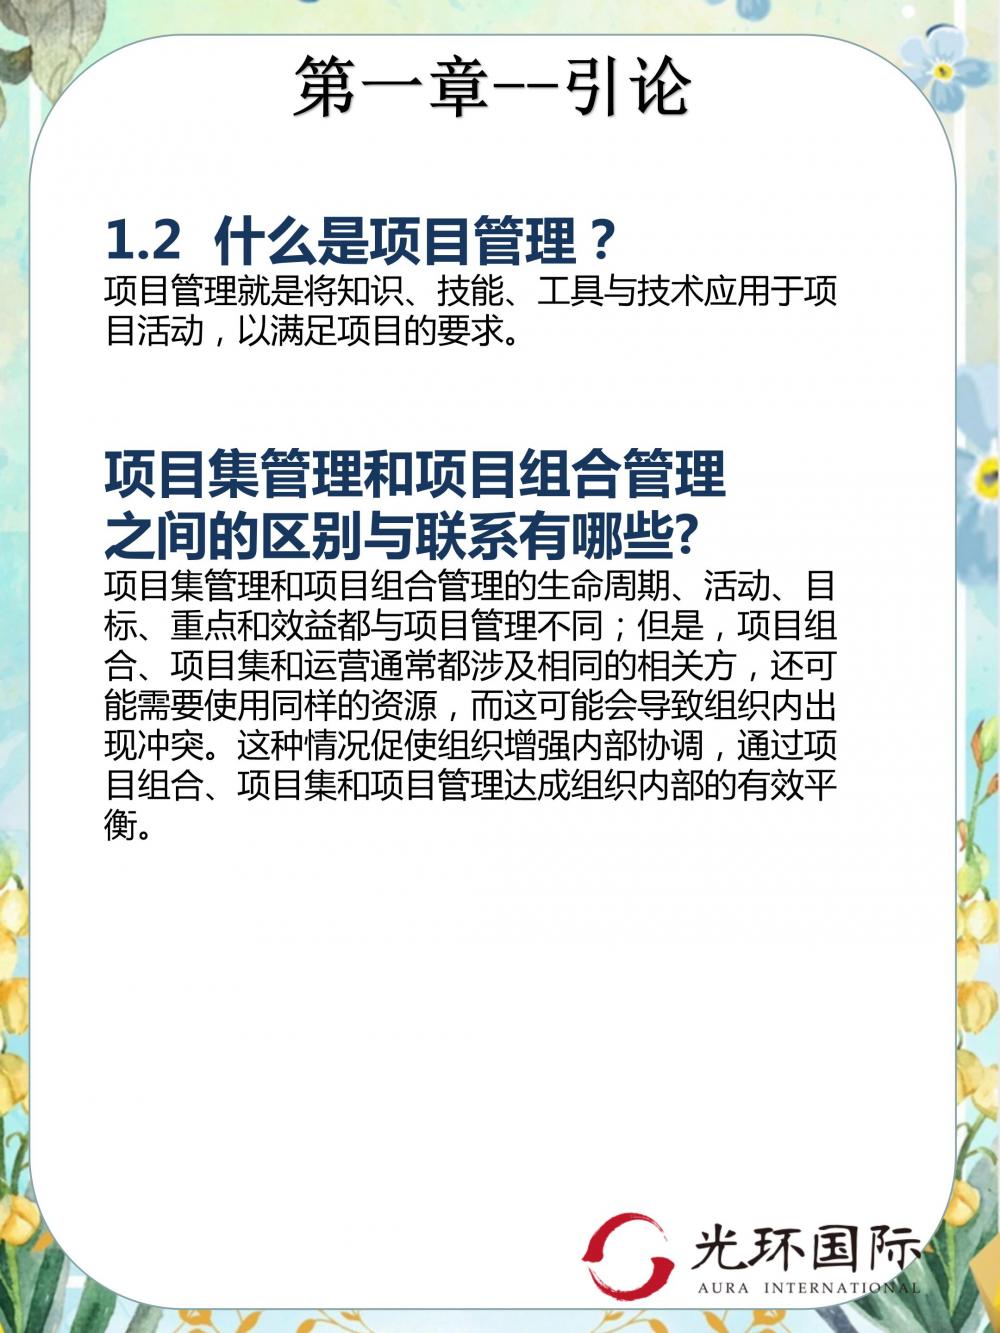 第一章--引论
1.2 什么是项目管理？
项目管理就是将知识、技能、工具与技术应用于项
目活动，以满足项目的要求。
项目集管理和项目组合管理
之间的区别与联系有哪些?
项目集管理和项目组合管理的生命周期、活动、目
标、重点和效益都与项目管理不同；但是，项目组
合、项目集和运营通常都涉及相同的相关方，还可
能需要使用同样的资源，而这可能会导致组织内出
现冲突。这种情况促使组织增强内部协调，通过项
目组合、项目集和项目管理达成组织内部的有效平
衡。
光环国际
AURA INTERNATIONAL